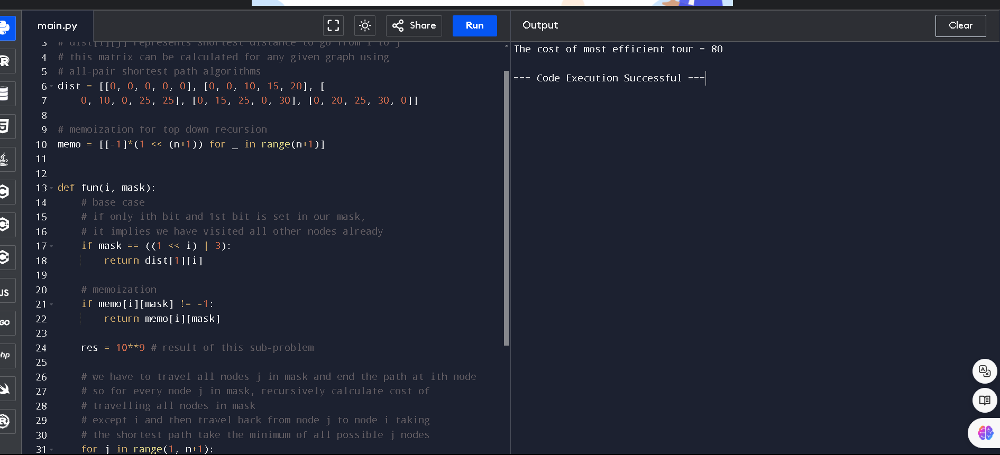 main.py
Share
Run
Output
Clear
3 # dist[i][j] represents shortest distance to go from i to j
4 # this matrix can be calculated for any given graph using
5 # all-pair shortest path algorithms
6 dist = [[0, 0, 0, 0, 0], [0, 0, 10, 15, 20], [
7     0, 10, 0, 25, 25], [0, 15, 25, 0, 30], [0, 20, 25, 30, 0]]
8
9 # memoization for top down recursion
10 memo = [[-1]*(1 << (n+1)) for _ in range(n+1)]
11
12
13 def fun(i, mask):
14     # base case
15     # if only ith bit and 1st bit is set in our mask,
16     # it implies we have visited all other nodes already
17     if mask == ((1 << i) | 3):
18         return dist[1][i]
19
20     # memoization
21     if memo[i][mask] != -1:
22         return memo[i][mask]
23
24     res = 10**9 # result of this sub-problem
25
26     # we have to travel all nodes j in mask and end the path at ith node
27     # so for every node j in mask, recursively calculate cost of
28     # travelling all nodes in mask
29     # except i and then travel back from node j to node i taking
30     # the shortest path take the minimum of all possible j nodes
31     for j in range(1, n+1):
The cost of most efficient tour = 80
=== Code Execution Successful ===
R
5
C
JS
GO
php
R